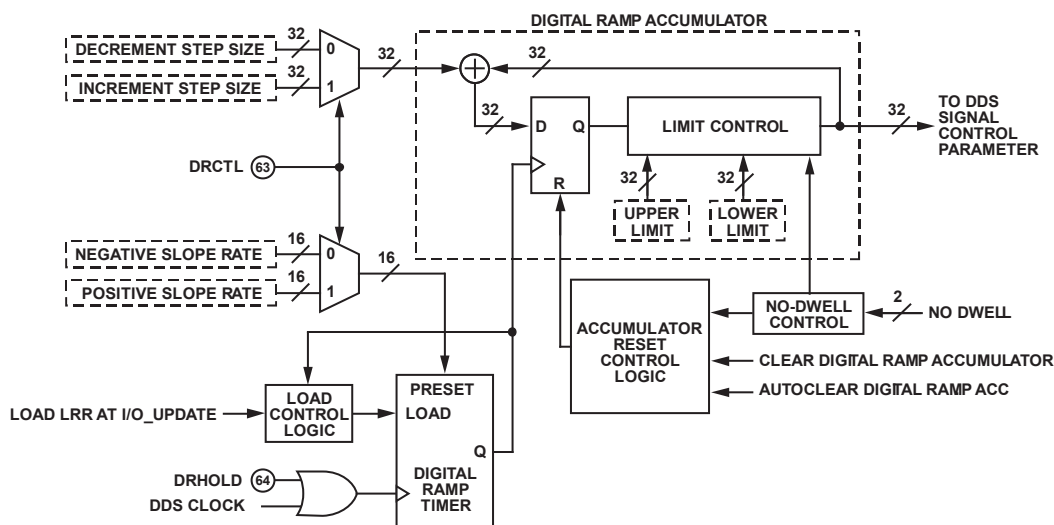 DIGITAL RAMP ACCUMULATOR
DECREMENT STEP SIZE
32
0
INCREMENT STEP SIZE
32
1
32
32
32
D
Q
R
LIMIT CONTROL
32
TO DDS
SIGNAL
CONTROL
PARAMETER
DRCTL
63
32
32
UPPER
LIMIT
LOWER
LIMIT
NEGATIVE SLOPE RATE
16
0
POSITIVE SLOPE RATE
16
1
16
ACCUMULATOR
RESET
CONTROL
LOGIC
NO-DWELL
CONTROL
2
NO DWELL
CLEAR DIGITAL RAMP ACCUMULATOR
AUTOCLEAR DIGITAL RAMP ACC
LOAD LRR AT I/O_UPDATE
LOAD
CONTROL
LOGIC
PRESET
LOAD
Q
DIGITAL
RAMP
TIMER
DRHOLD
64
DDS CLOCK